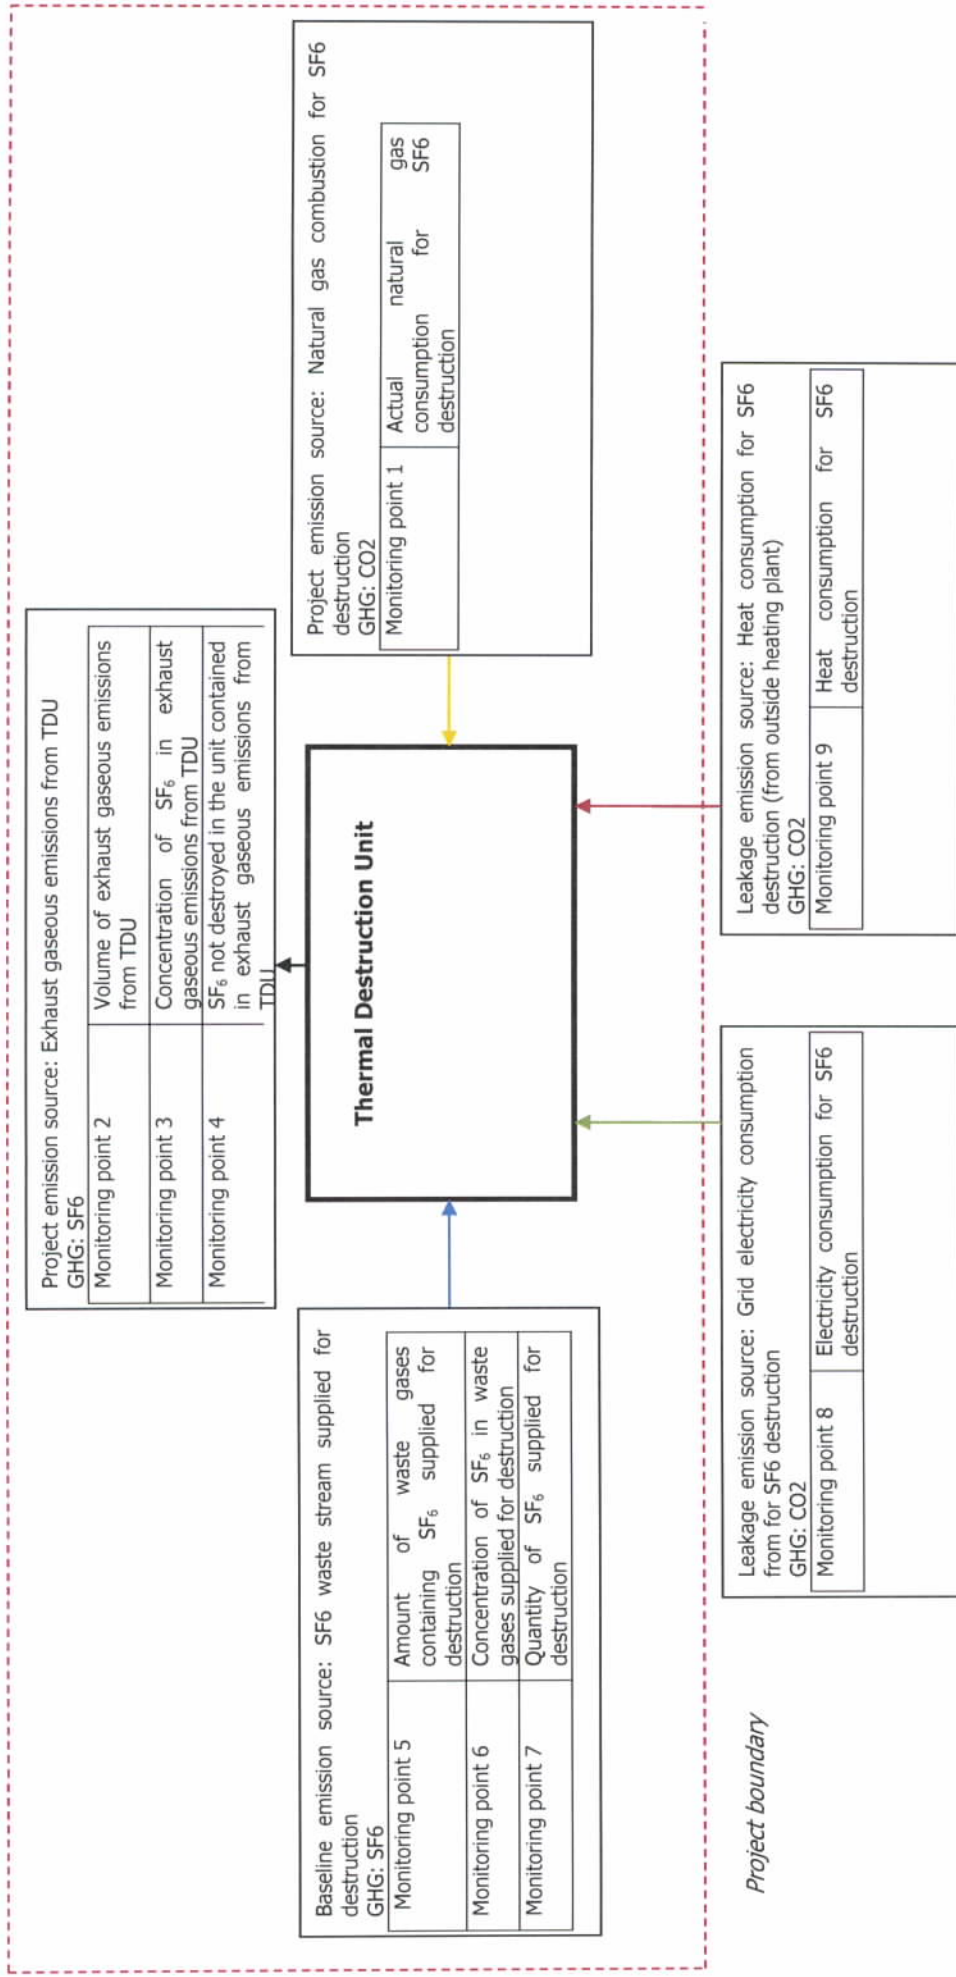 Project emission source: Exhaust gaseous emissions from TDU
GHG: SF6
Monitoring point 2
Volume of exhaust gaseous emissions
from TDU
Monitoring point 3
Concentration of SF6 in exhaust
gaseous emissions from TDU
Monitoring point 4
SF6 not destroyed in the unit contained
in exhaust gaseous emissions from
TDU
Baseline emission source: SF6 waste stream supplied for
destruction
GHG: SF6
Monitoring point 5
Amount of waste gases
containing SF6 supplied for
destruction
Monitoring point 6
Concentration of SF6 in waste
gases supplied for destruction
Monitoring point 7
Quantity of SF6 supplied for
destruction
Thermal Destruction Unit
Project emission source: Natural gas combustion for SF6
destruction
GHG: CO2
Monitoring point 1
Actual natural gas
consumption for SF6
destruction
Leakage emission source: Grid electricity consumption
from for SF6 destruction
GHG: CO2
Monitoring point 8
Electricity consumption for SF6
destruction
Leakage emission source: Heat consumption for SF6
destruction (from outside heating plant)
GHG: CO2
Monitoring point 9
Heat consumption for SF6
destruction
Project boundary